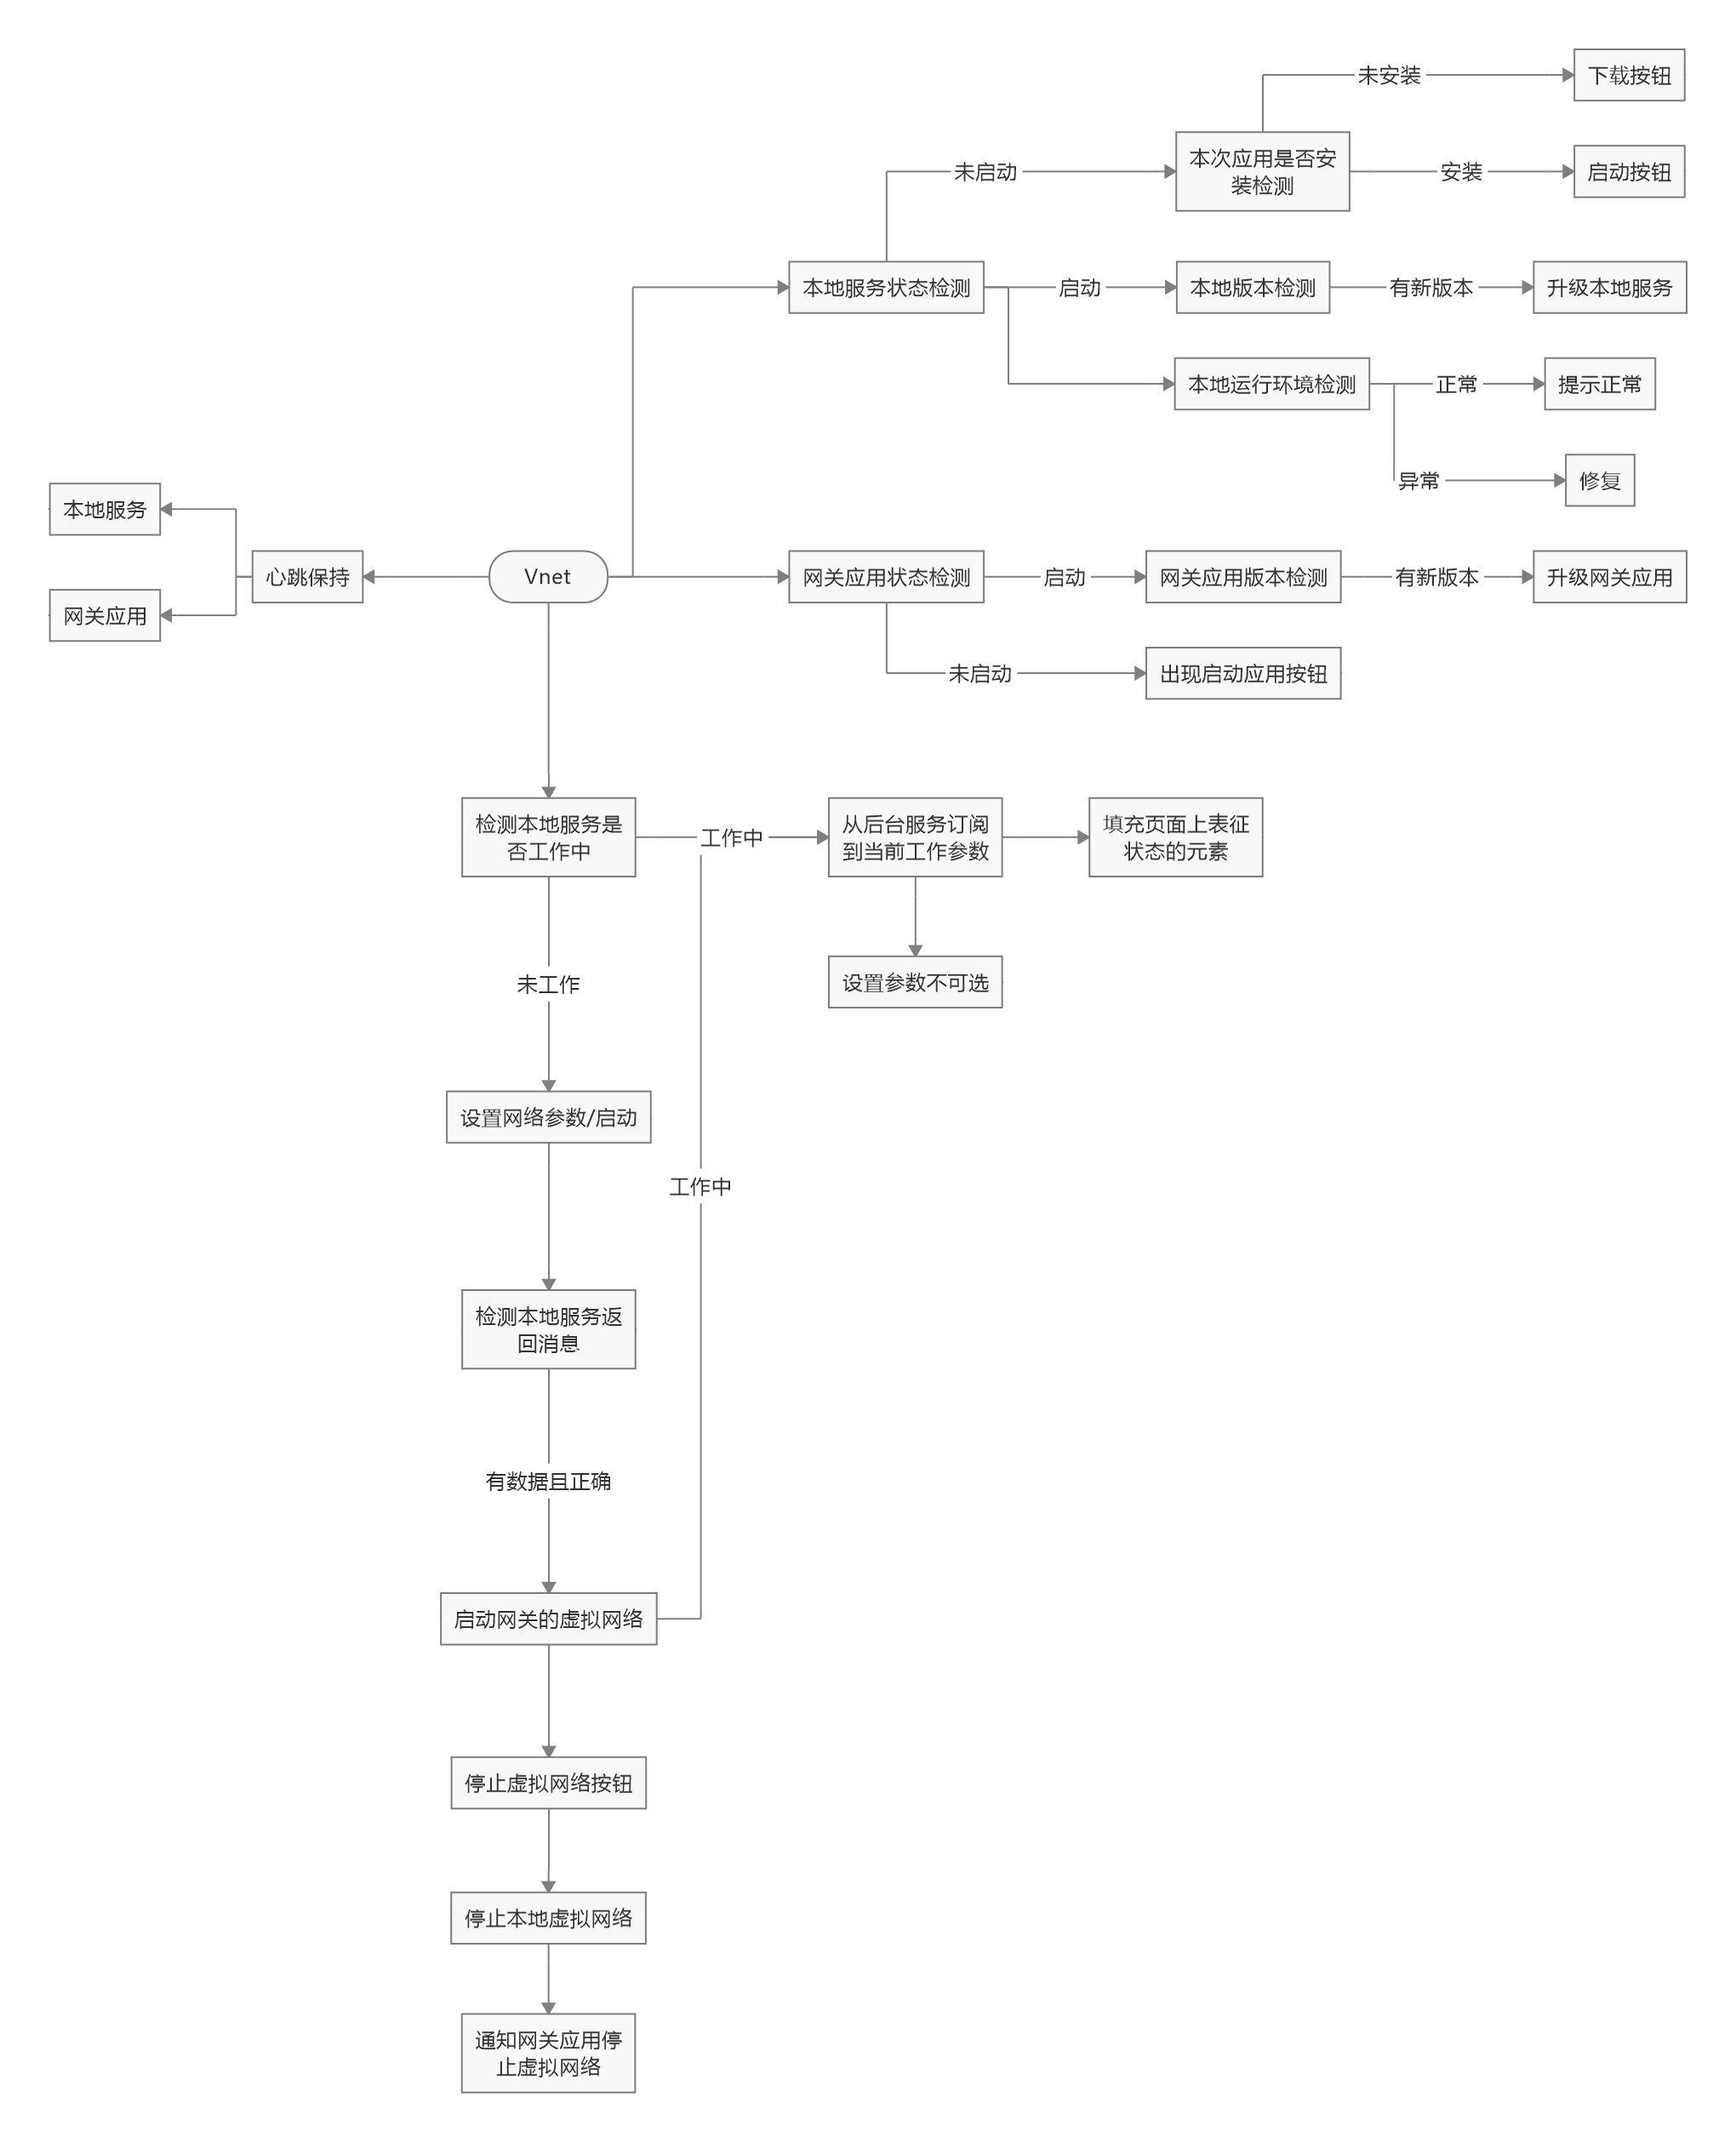 未安装
下载按钮
本次应用是否安
装检测
未启动
安装
启动按钮
本地服务状态检测
启动
本地版本检测
有新版本
升级本地服务
本地运行环境检测
正常
提示正常
异常
修复
本地服务
心跳保持
Vnet
网关应用状态检测
启动
网关应用版本检测
有新版本
升级网关应用
网关应用
未启动
出现启动应用按钮
检测本地服务是
否工作中
工作中
从后台服务订阅
到当前工作参数
填充页面上表征
状态的元素
未工作
设置参数不可选
设置网络参数/启动
工作中
检测本地服务返
回消息
有数据且正确
启动网关的虚拟网络
停止虚拟网络按钮
停止本地虚拟网络
通知网关应用停
止虚拟网络